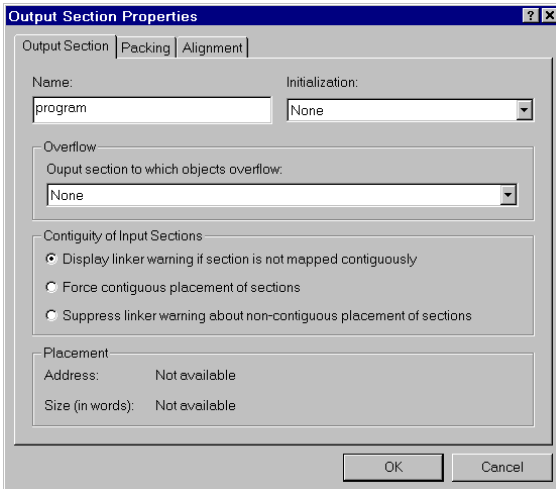 Output Section Properties
Output Section Packing Alignment
Name: Initialization:
program None
Overflow
Ouput section to which objects overflow:
None
Contiguity of Input Sections
Display linker warning if section is not mapped contiguously
Force contiguous placement of sections
Suppress linker warning about non-contiguous placement of sections
Placement
Address: Not available
Size (in words): Not available
OK Cancel